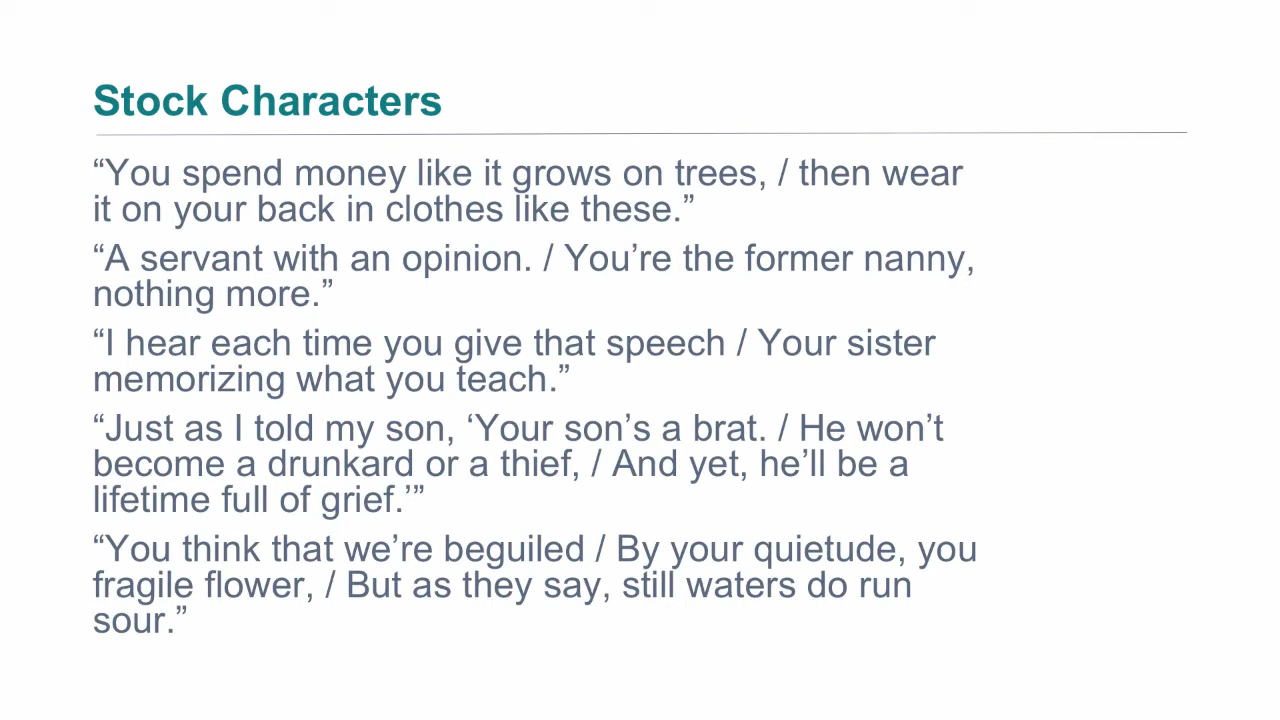 Stock Characters
“You spend money like it grows on trees, / then wear
it on your back in clothes like these.”
“A servant with an opinion. / You’re the former nanny,
nothing more.”
“I hear each time you give that speech / Your sister
memorizing what you teach.”
“Just as I told my son, ‘Your son’s a brat. / He won’t
become a drunkard or a thief, / And yet, he’ll be a
lifetime full of grief.’”
“You think that we’re beguiled / By your quietude, you
fragile flower, / But as they say, still waters do run
sour.”